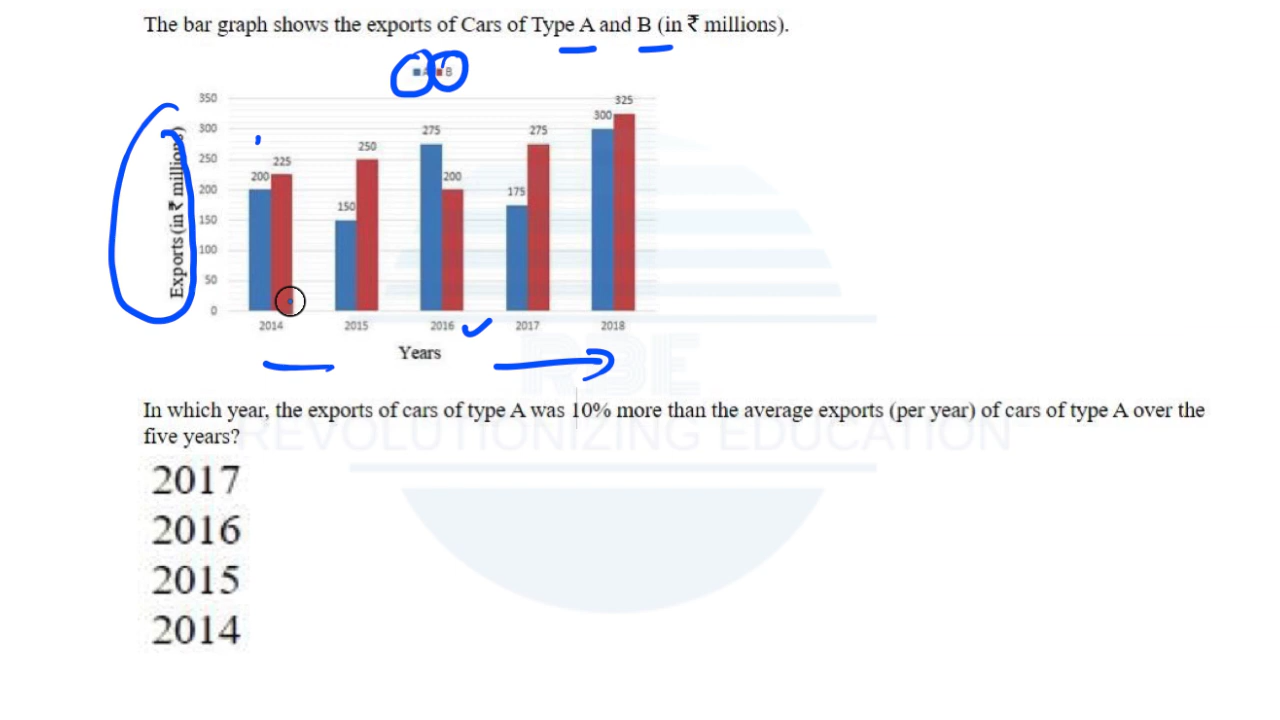 The bar graph shows the exports of Cars of Type A and B (in ₹ millions).
A B
350
300
250
200
150
100
50
0
Exports (in ₹ millions)
200 225
150 250
275 200
175 275
300 325
2014 2015 2016 2017 2018
Years
RBE
REVOLUTIONIZING EDUCATION
In which year, the exports of cars of type A was 10% more than the average exports (per year) of cars of type A over the
five years?
2017
2016
2015
2014